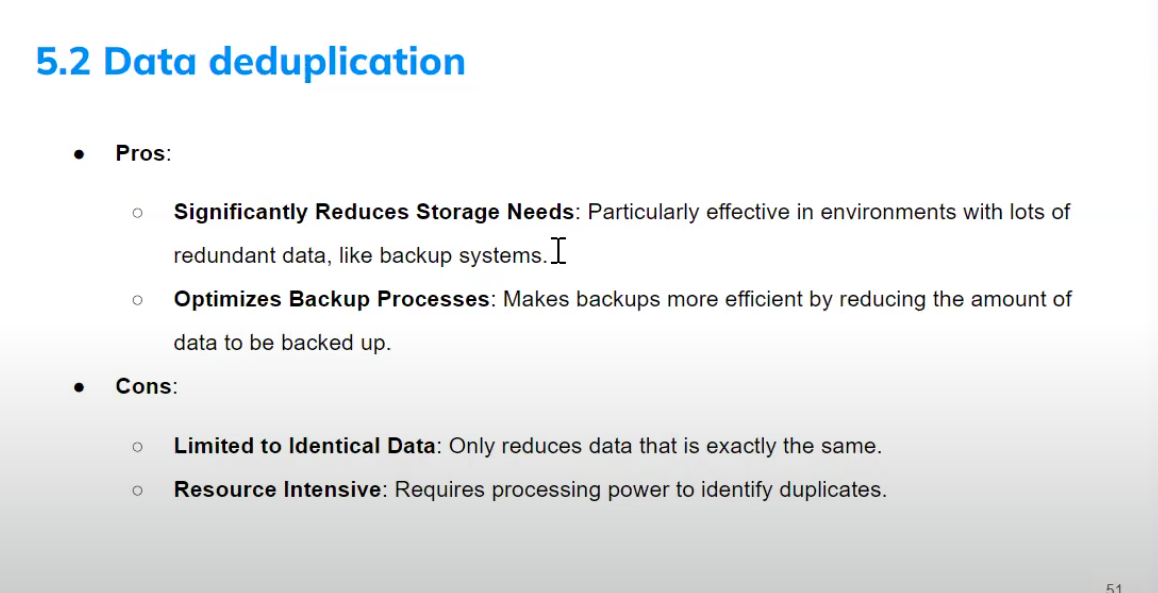 5.2 Data deduplication
● Pros:
○ Significantly Reduces Storage Needs: Particularly effective in environments with lots of
redundant data, like backup systems.
○ Optimizes Backup Processes: Makes backups more efficient by reducing the amount of
data to be backed up.
● Cons:
○ Limited to Identical Data: Only reduces data that is exactly the same.
○ Resource Intensive: Requires processing power to identify duplicates.
51